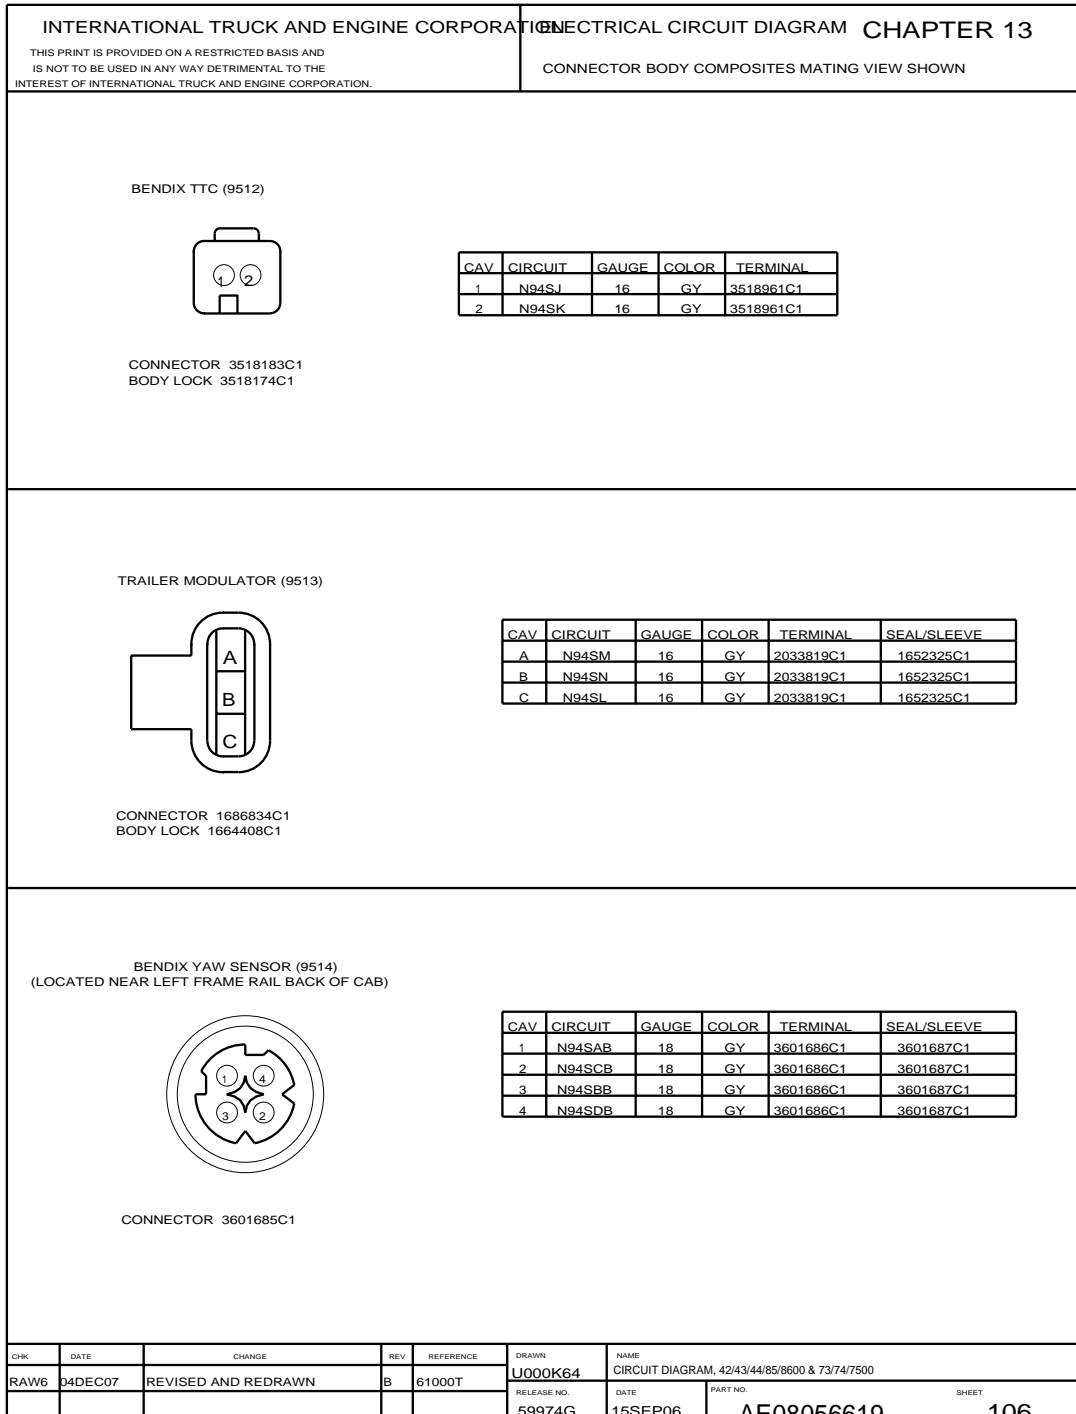 INTERNATIONAL TRUCK AND ENGINE CORPORATION
THIS PRINT IS PROVIDED ON A RESTRICTED BASIS AND
IS NOT TO BE USED IN ANY WAY DETRIMENTAL TO THE
INTEREST OF INTERNATIONAL TRUCK AND ENGINE CORPORATION.
ELECTRICAL CIRCUIT DIAGRAM CHAPTER 13
CONNECTOR BODY COMPOSITES MATING VIEW SHOWN
BENDIX TTC (9512)
1 2
CONNECTOR 3518183C1
BODY LOCK 3518174C1
CAV CIRCUIT GAUGE COLOR TERMINAL
1 N94SJ 16 GY 3518961C1
2 N94SK 16 GY 3518961C1
TRAILER MODULATOR (9513)
A
B
C
CONNECTOR 1686834C1
BODY LOCK 1664408C1
CAV CIRCUIT GAUGE COLOR TERMINAL SEAL/SLEEVE
A N94SM 16 GY 2033819C1 1652325C1
B N94SN 16 GY 2033819C1 1652325C1
C N94SL 16 GY 2033819C1 1652325C1
BENDIX YAW SENSOR (9514)
(LOCATED NEAR LEFT FRAME RAIL BACK OF CAB)
1 4
3 2
CONNECTOR 3601685C1
CAV CIRCUIT GAUGE COLOR TERMINAL SEAL/SLEEVE
1 N94SAB 18 GY 3601686C1 3601687C1
2 N94SCB 18 GY 3601686C1 3601687C1
3 N94SBB 18 GY 3601686C1 3601687C1
4 N94SDB 18 GY 3601686C1 3601687C1
CHK DATE CHANGE REV REFERENCE
RAW6 04DEC07 REVISED AND REDRAWN B 61000T
DRAWN
U000K64
NAME
CIRCUIT DIAGRAM, 42/43/44/85/8600 & 73/74/7500
RELEASE NO. DATE PART NO. SHEET
59974G 15SEP06 AE08056619 106